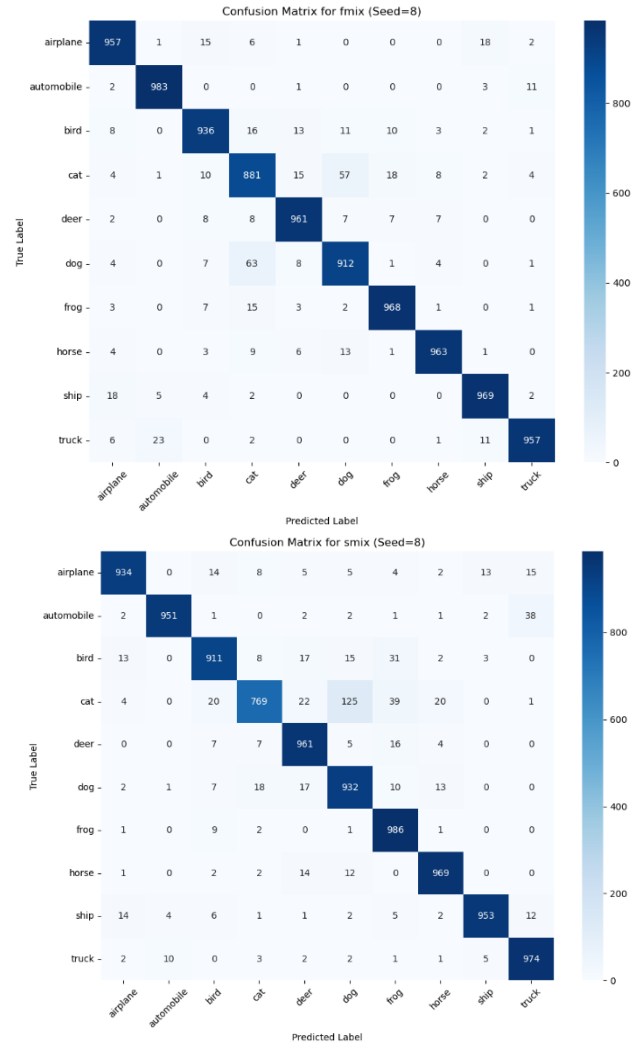 Confusion Matrix for fmix (Seed=8)
airplane 957 1 15 6 1 0 0 0 18 2
automobile 2 983 0 0 1 0 0 0 3 11
bird 8 0 936 16 13 11 10 3 2 1
cat 4 1 10 881 15 57 18 8 2 4
deer 2 0 8 8 961 7 7 7 0 0
dog 4 0 7 63 8 912 1 4 0 1
frog 3 0 7 15 3 2 968 1 0 1
horse 4 0 3 9 6 13 1 963 1 0
ship 18 5 4 2 0 0 0 0 969 2
truck 6 23 0 2 0 0 0 1 11 957
airplane automobile bird cat deer dog frog horse ship truck
Predicted Label
True Label
800
600
400
200
0
Confusion Matrix for smix (Seed=8)
airplane 934 0 14 8 5 5 4 2 13 15
automobile 2 951 1 0 2 2 1 1 2 38
bird 13 0 911 8 17 15 31 2 3 0
cat 4 0 20 769 22 125 39 20 0 1
deer 0 0 7 7 961 5 16 4 0 0
dog 2 1 7 18 17 932 10 13 0 0
frog 1 0 9 2 0 1 986 1 0 0
horse 1 0 2 2 14 12 0 969 0 0
ship 14 4 6 1 1 2 5 2 953 12
truck 2 10 0 3 2 2 1 1 5 974
airplane automobile bird cat deer dog frog horse ship truck
Predicted Label
True Label
800
600
400
200
0